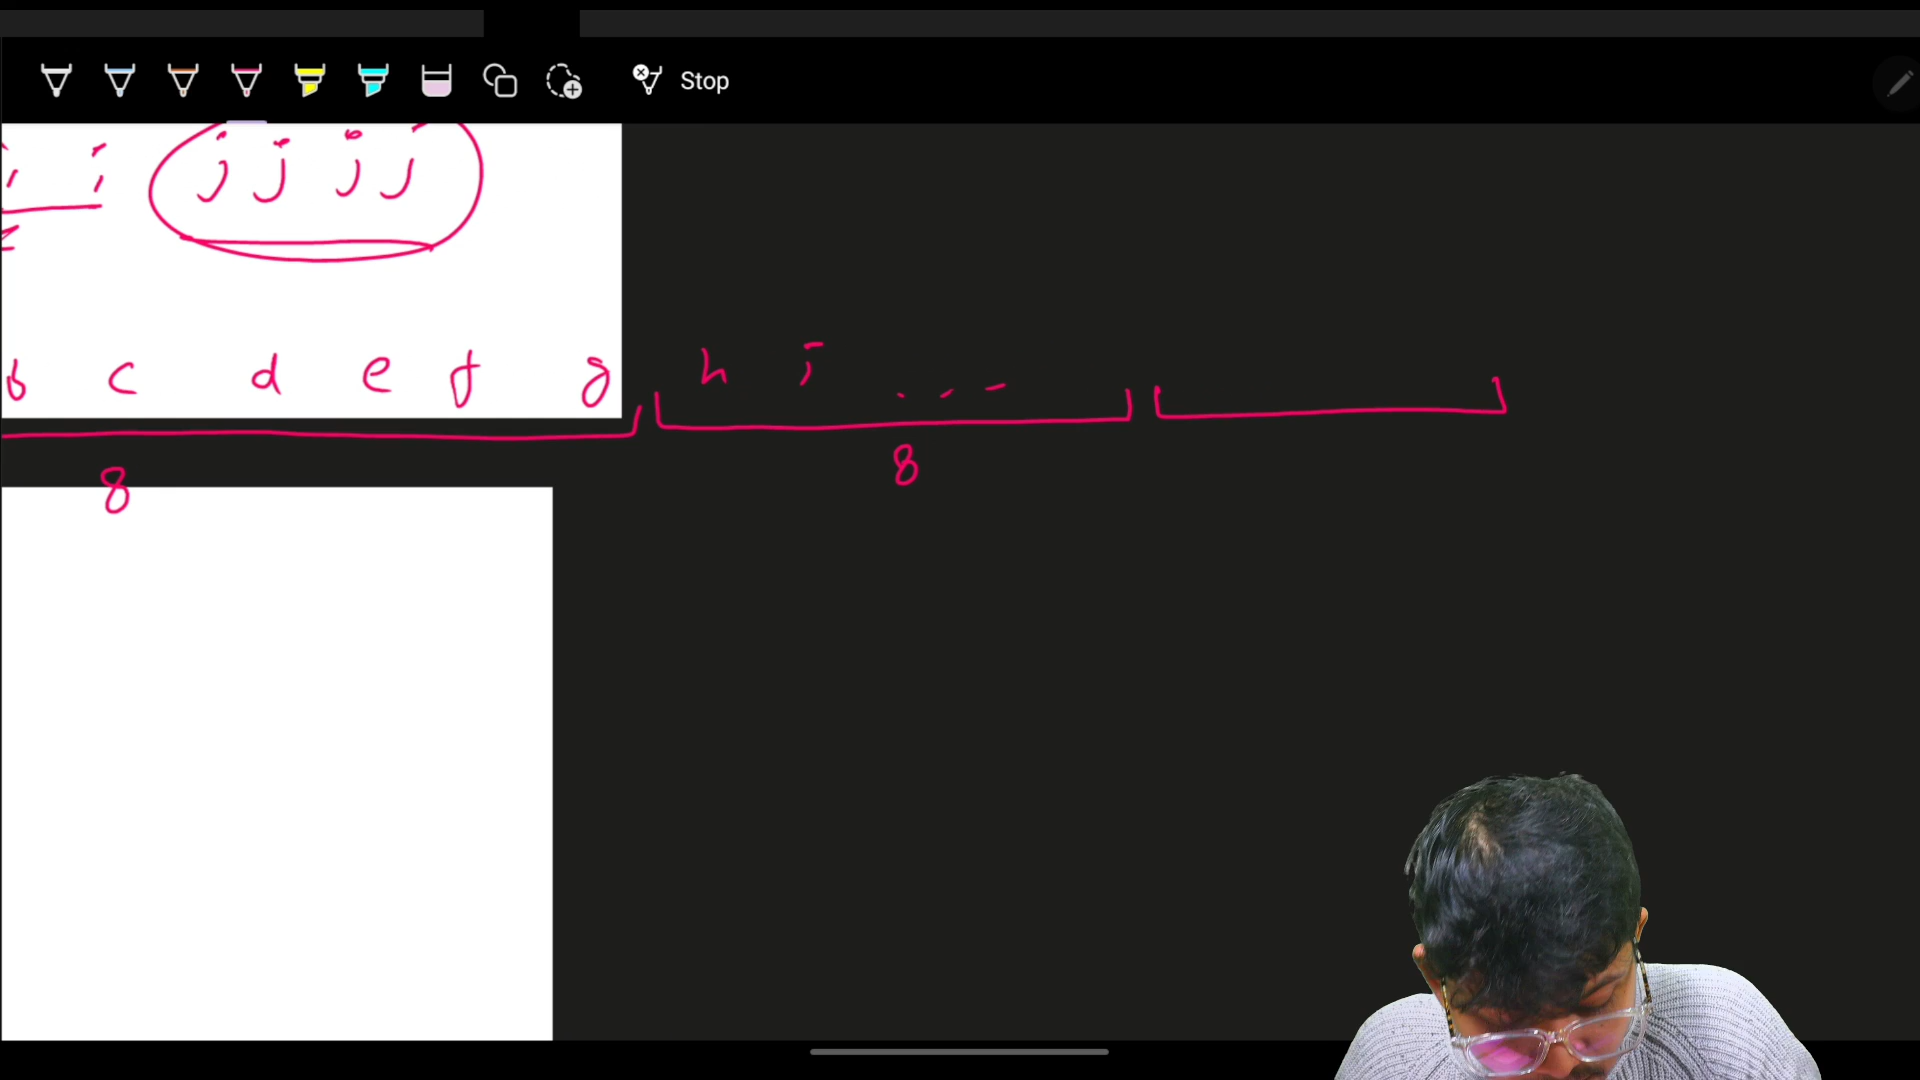 Stop
i i j j j j
b c d e f g h i . . .
8 8